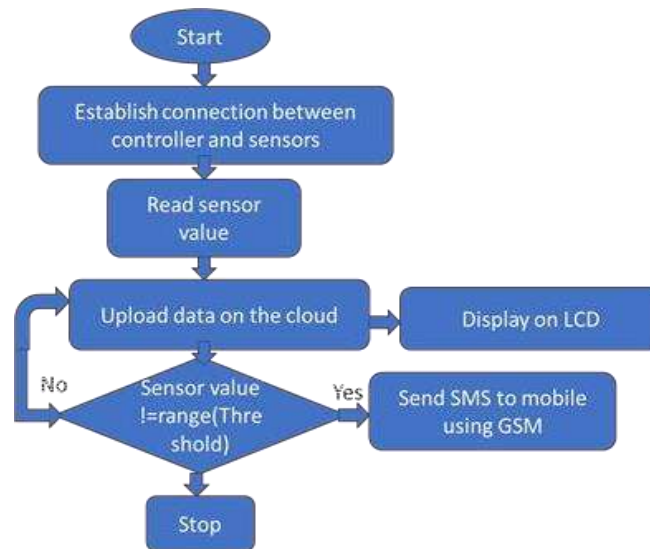 Start
Establish connection between
controller and sensors
Read sensor
value
Upload data on the cloud
Display on LCD
No
Sensor value
!=range(Thre
shold)
Yes
Send SMS to mobile
using GSM
Stop